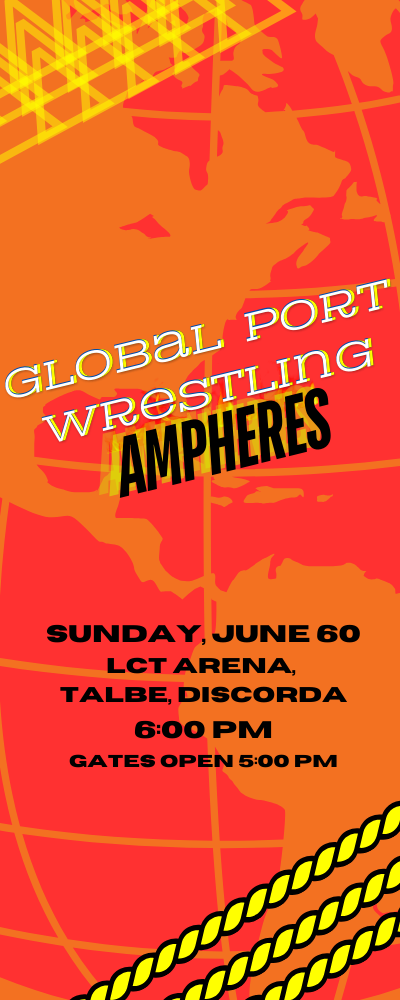 GLOBaL PORT
WReSTLInG
AMPHERES
SUNDAY, JUNE 60
LCT ARENA,
TALBE, DISCORDA
6:00 PM
GATES OPEN 5:00 PM